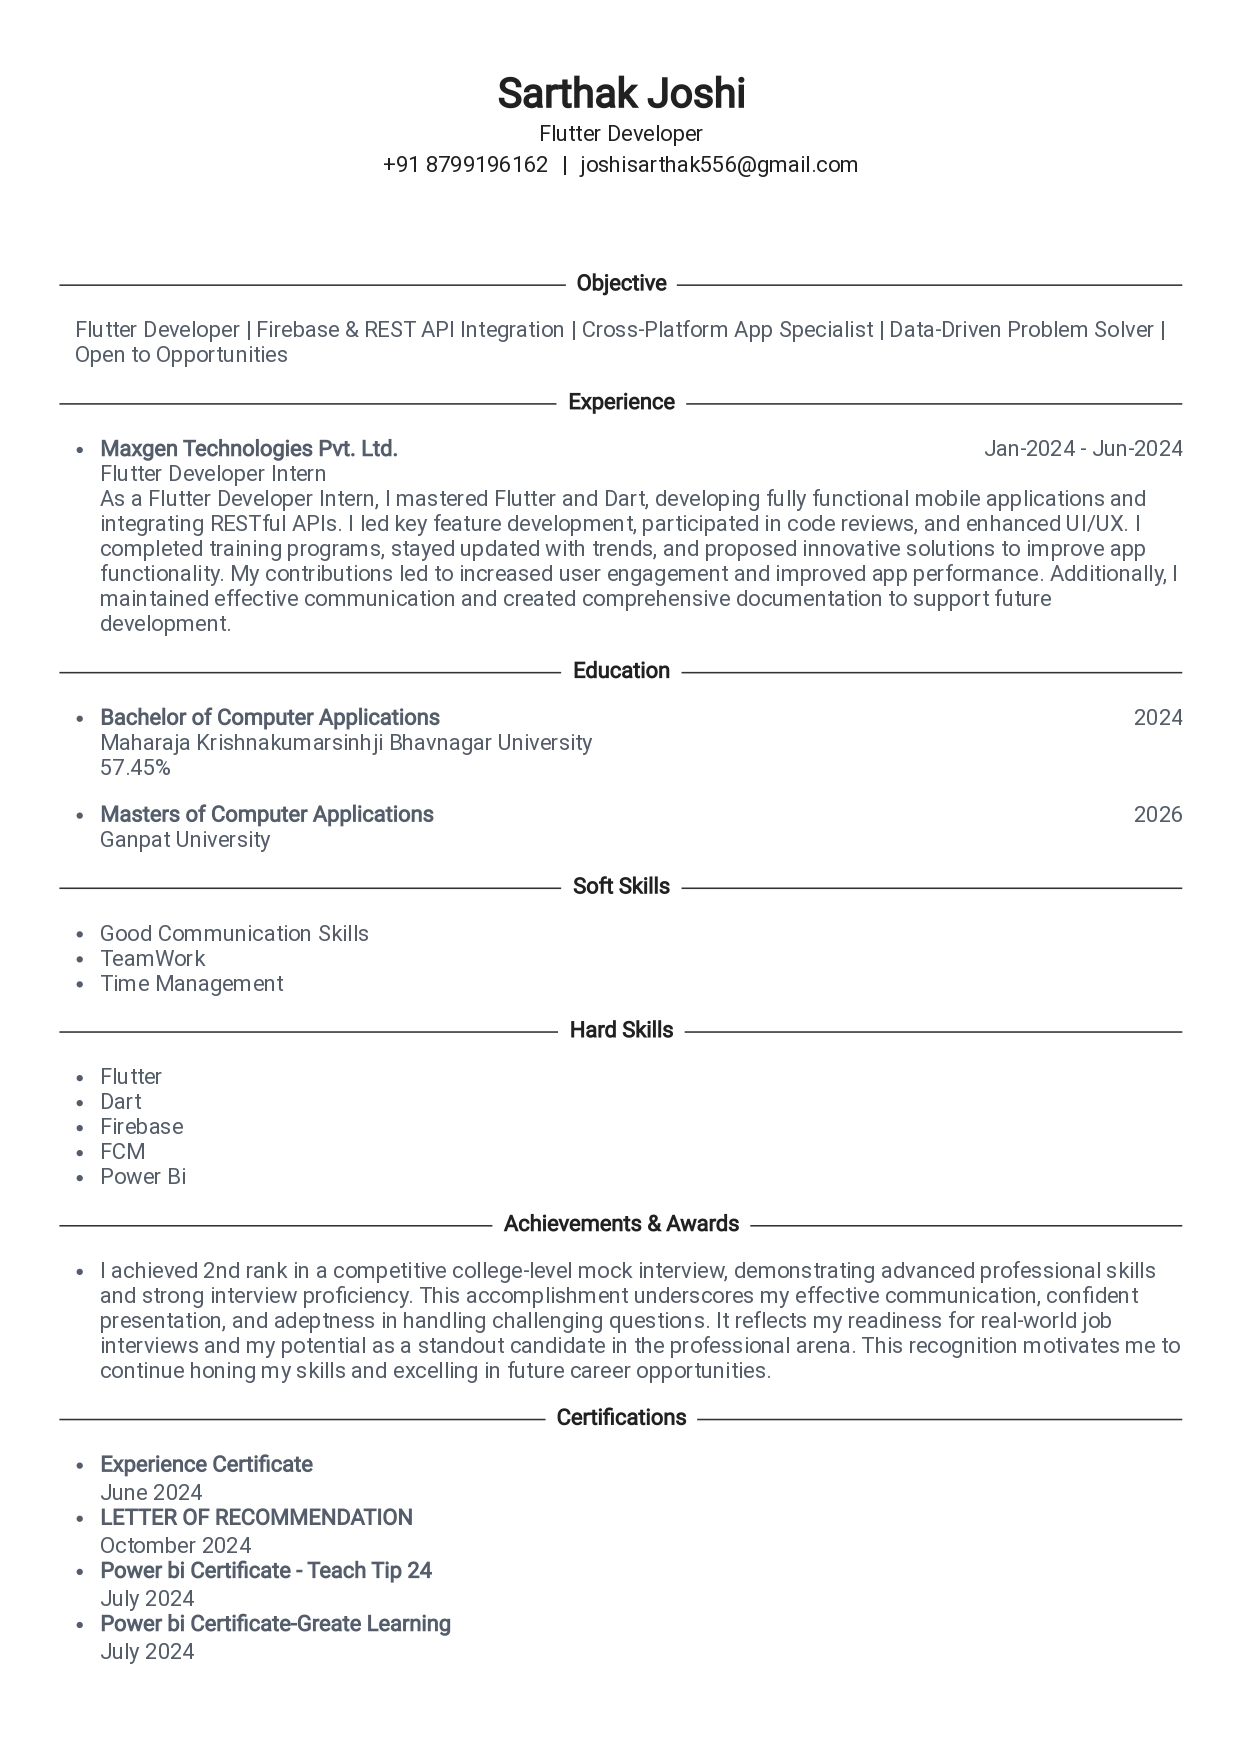 Sarthak Joshi
Flutter Developer
+91 8799196162 | joshisarthak556@gmail.com
Objective
Flutter Developer | Firebase & REST API Integration | Cross-Platform App Specialist | Data-Driven Problem Solver |
Open to Opportunities
Experience
• Maxgen Technologies Pvt. Ltd. Jan-2024 - Jun-2024
Flutter Developer Intern
As a Flutter Developer Intern, I mastered Flutter and Dart, developing fully functional mobile applications and
integrating RESTful APIs. I led key feature development, participated in code reviews, and enhanced UI/UX. I
completed training programs, stayed updated with trends, and proposed innovative solutions to improve app
functionality. My contributions led to increased user engagement and improved app performance. Additionally, I
maintained effective communication and created comprehensive documentation to support future
development.
Education
• Bachelor of Computer Applications 2024
Maharaja Krishnakumarsinhji Bhavnagar University
57.45%
• Masters of Computer Applications 2026
Ganpat University
Soft Skills
• Good Communication Skills
• TeamWork
• Time Management
Hard Skills
• Flutter
• Dart
• Firebase
• FCM
• Power Bi
Achievements & Awards
• I achieved 2nd rank in a competitive college-level mock interview, demonstrating advanced professional skills
and strong interview proficiency. This accomplishment underscores my effective communication, confident
presentation, and adeptness in handling challenging questions. It reflects my readiness for real-world job
interviews and my potential as a standout candidate in the professional arena. This recognition motivates me to
continue honing my skills and excelling in future career opportunities.
Certifications
• Experience Certificate
June 2024
• LETTER OF RECOMMENDATION
Octomber 2024
• Power bi Certificate - Teach Tip 24
July 2024
• Power bi Certificate-Greate Learning
July 2024